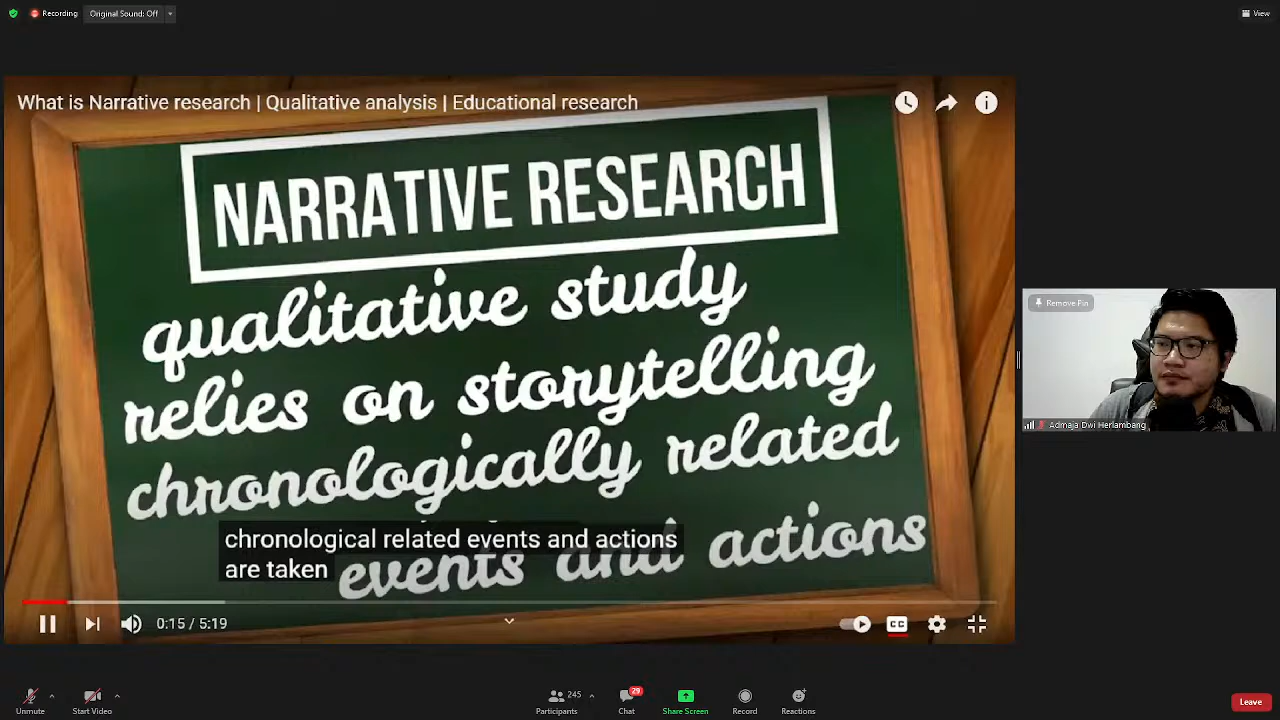 Recording
Original Sound: Off
View
What is Narrative research | Qualitative analysis | Educational research
NARRATIVE RESEARCH
qualitative study
relies on storytelling
chronologically related
events and actions
chronological related events and actions
are taken
0:15 / 5:19
CC
Remove Pin
Admaja Dwi Herlambang
Unmute
Start Video
245
Participants
29
Chat
Share Screen
Record
Reactions
Leave